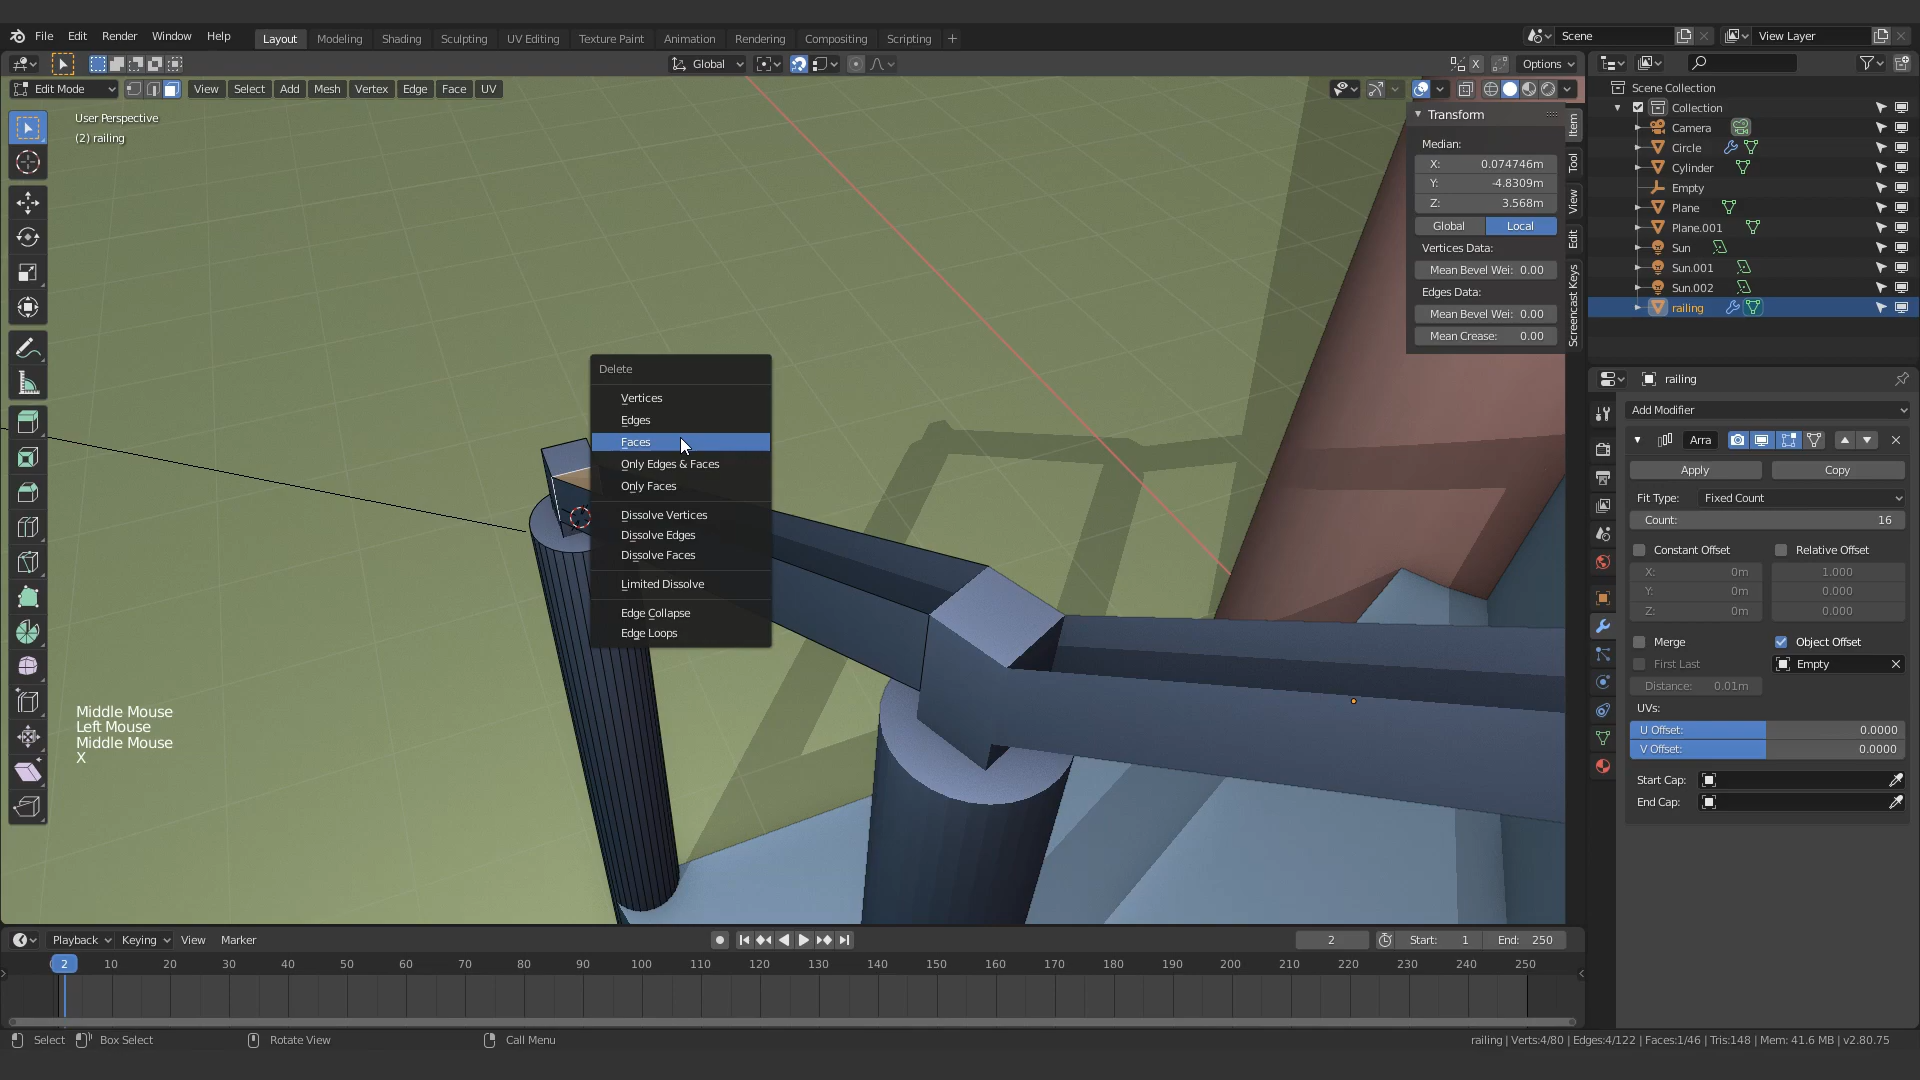 File Edit Render Window Help Layout Modeling Shading Sculpting UV Editing Texture Paint Animation Rendering Compositing Scripting + Scene View Layer
Global X Options
Edit Mode View Select Add Mesh Vertex Edge Face UV
User Perspective
(2) railing
Transform
Median:
X: 0.074746m
Y: -4.8309m
Z: 3.568m
Global Local
Vertices Data:
Mean Bevel Wei: 0.00
Edges Data:
Mean Bevel Wei: 0.00
Mean Crease: 0.00
Item
Tool
View
Edit
Screencast Keys
Scene Collection
Collection
Camera
Circle
Cylinder
Empty
Plane
Plane.001
Sun
Sun.001
Sun.002
railing
Delete
Vertices
Edges
Faces
Only Edges & Faces
Only Faces
Dissolve Vertices
Dissolve Edges
Dissolve Faces
Limited Dissolve
Edge Collapse
Edge Loops
railing
Add Modifier
Arra
Apply Copy
Fit Type: Fixed Count
Count: 16
Constant Offset Relative Offset
X: 0m 1.000
Y: 0m 0.000
Z: 0m 0.000
Merge Object Offset
First Last Empty
Distance: 0.01m
UVs:
U Offset: 0.0000
V Offset: 0.0000
Start Cap:
End Cap:
Middle Mouse
Left Mouse
Middle Mouse
X
Playback Keying View Marker 2 Start: 1 End: 250
2 10 20 30 40 50 60 70 80 90 100 110 120 130 140 150 160 170 180 190 200 210 220 230 240 250
Select Box Select Rotate View Call Menu railing | Verts:4/80 | Edges:4/122 | Faces:1/46 | Tris:148 | Mem: 41.6 MB | v2.80.75